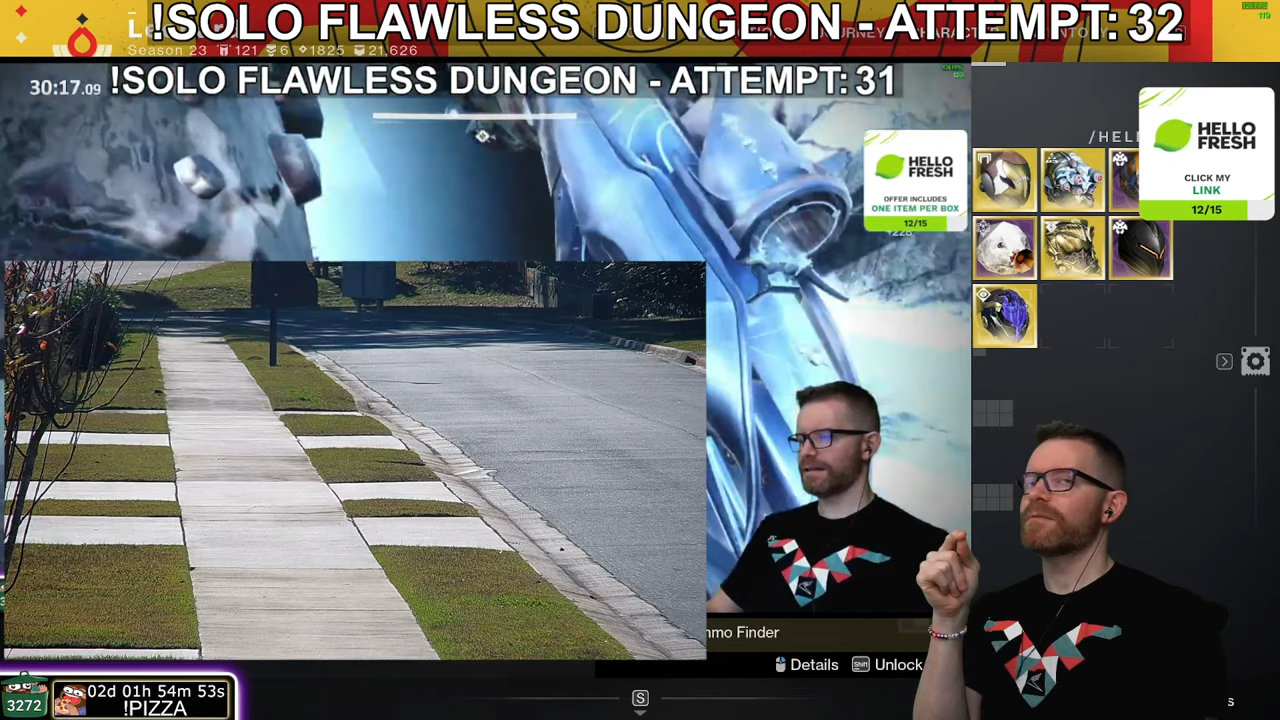 !SOLO FLAWLESS DUNGEON - ATTEMPT: 32
Season 23 121 6 1825 21,626
30:17.09 !SOLO FLAWLESS DUNGEON - ATTEMPT: 31
HELLO FRESH
OFFER INCLUDES
ONE ITEM PER BOX
12/15
/HEL
HELLO
FRESH
CLICK MY
LINK
12/15
Finder
Details Shift Unlock
3272
02d 01h 54m 53s
!PIZZA
S